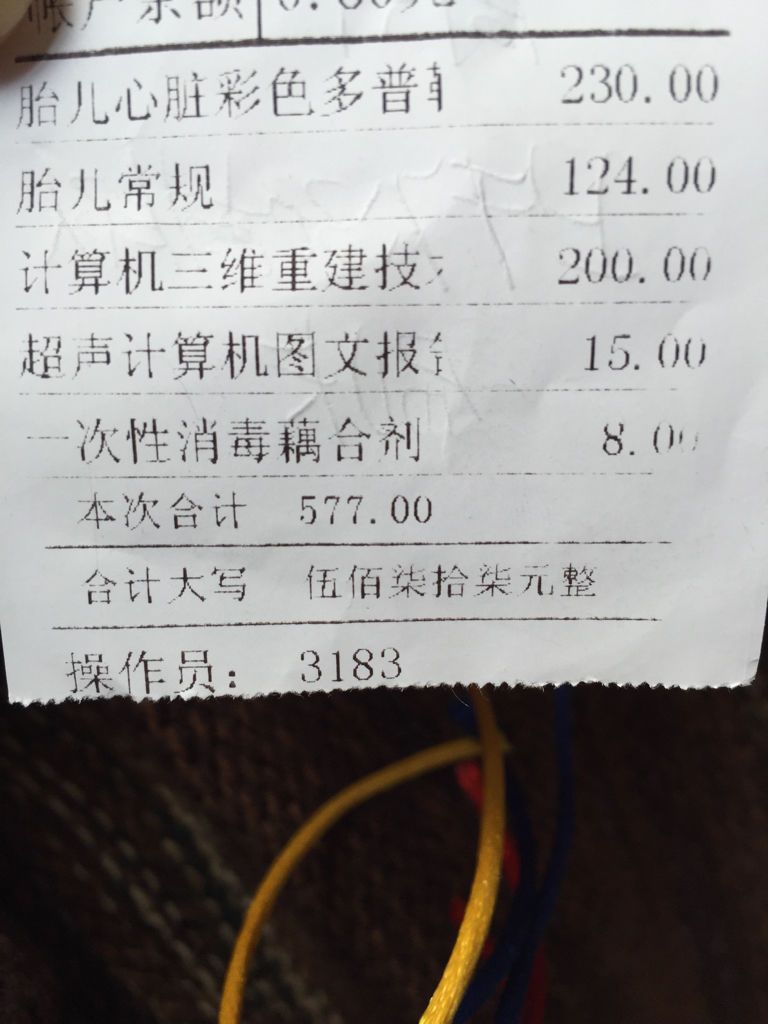 胎儿心脏彩色多普 230.00
胎儿常规 124.00
计算机三维重建技 200.00
超声计算机图文报 15.00
一次性消毒藕合剂 8.00
本次合计 577.00
合计大写 伍佰柒拾柒元整
操作员: 3183